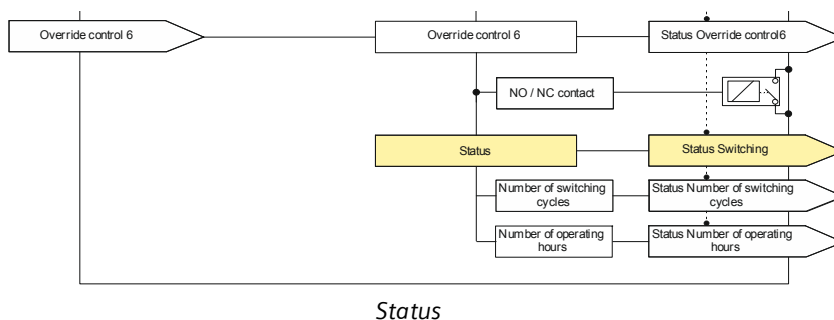 Override control 6
Override control 6
Status Override control6
NO / NC contact
Status
Status Switching
Number of switching
cycles
Status Number of switching
cycles
Number of operating
hours
Status Number of operating
hours
Status